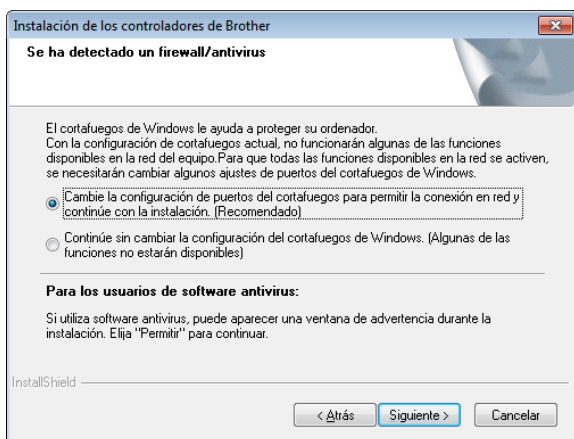 Instalación de los controladores de Brother
Se ha detectado un firewall/antivirus
El cortafuegos de Windows le ayuda a proteger su ordenador.
Con la configuración de cortafuegos actual, no funcionarán algunas de las funciones
disponibles en la red del equipo.Para que todas las funciones disponibles en la red se activen,
se necesitarán cambiar algunos ajustes de puertos del cortafuegos de Windows.
Cambie la configuración de puertos del cortafuegos para permitir la conexión en red y
continúe con la instalación. (Recomendado)
Continúe sin cambiar la configuración del cortafuegos de Windows. (Algunas de las
funciones no estarán disponibles)
Para los usuarios de software antivirus:
Si utiliza software antivirus, puede aparecer una ventana de advertencia durante la
instalación. Elija "Permitir" para continuar.
InstallShield
< Atrás Siguiente > Cancelar